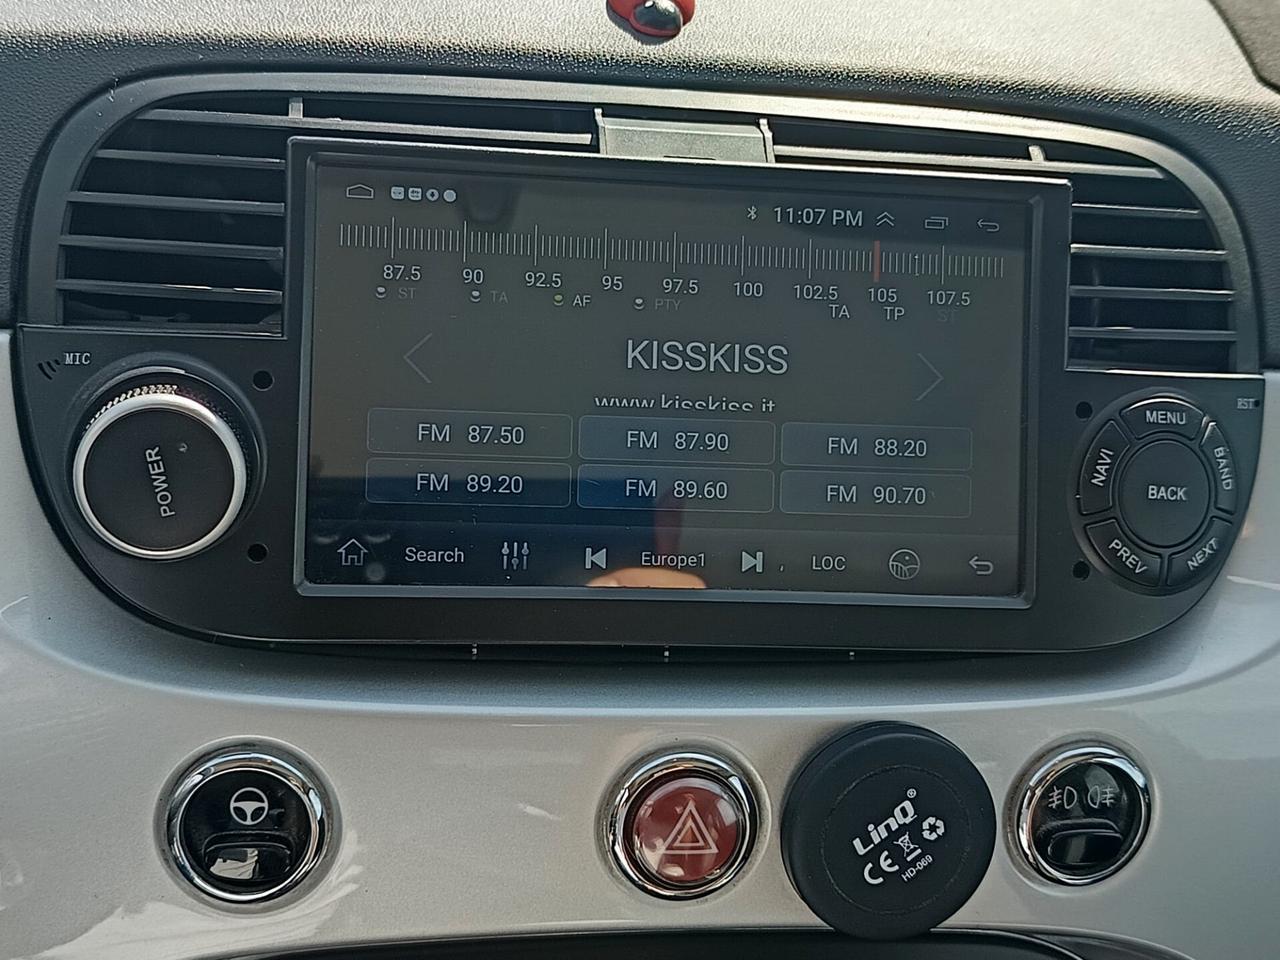 11:07 PM
87.5 90 92.5 95 97.5 100 102.5 105 107.5
ST TA AF PTY TA TP ST
KISSKISS
www.kisskiss.it
FM 87.50 FM 87.90 FM 88.20
FM 89.20 FM 89.60 FM 90.70
Search Europe1 LOC
MIC
POWER
RST
MENU
NAVI
BAND
BACK
PREV
NEXT
LinQ®
CE
HD-069